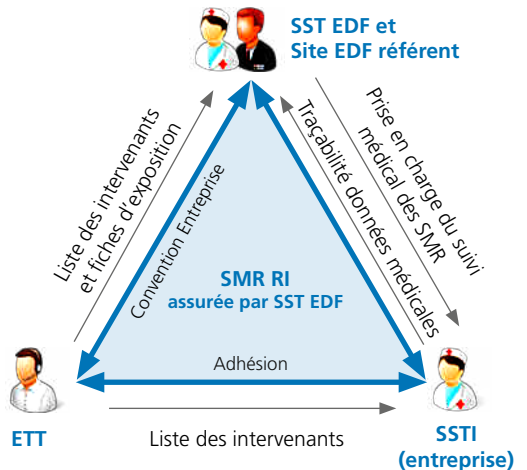 SST EDF et
Site EDF référent
Liste des intervenants
et fiches d'exposition
Convention Entreprise
Traçabilité données médicales
Prise en charge du suivi
médical des SMR
SMR RI
assurée par SST EDF
Adhésion
ETT
Liste des intervenants
SSTI
(entreprise)